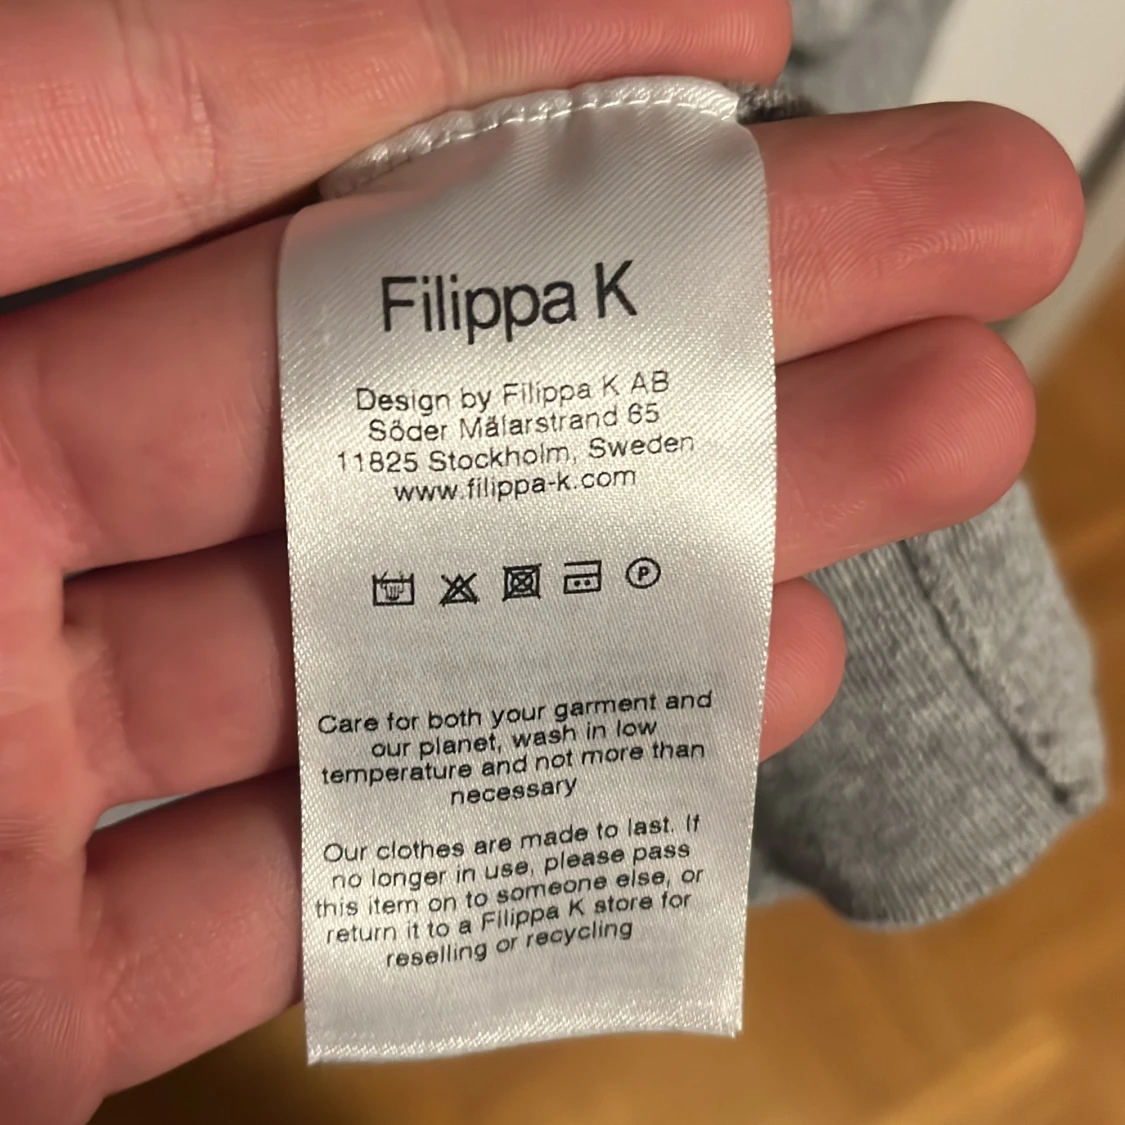 Filippa K
Design by Filippa K AB
Söder Mälarstrand 65
11825 Stockholm, Sweden
www.filippa-k.com
P
Care for both your garment and
our planet, wash in low
temperature and not more than
necessary
Our clothes are made to last. If
no longer in use, please pass
this item on to someone else, or
return it to a Filippa K store for
reselling or recycling